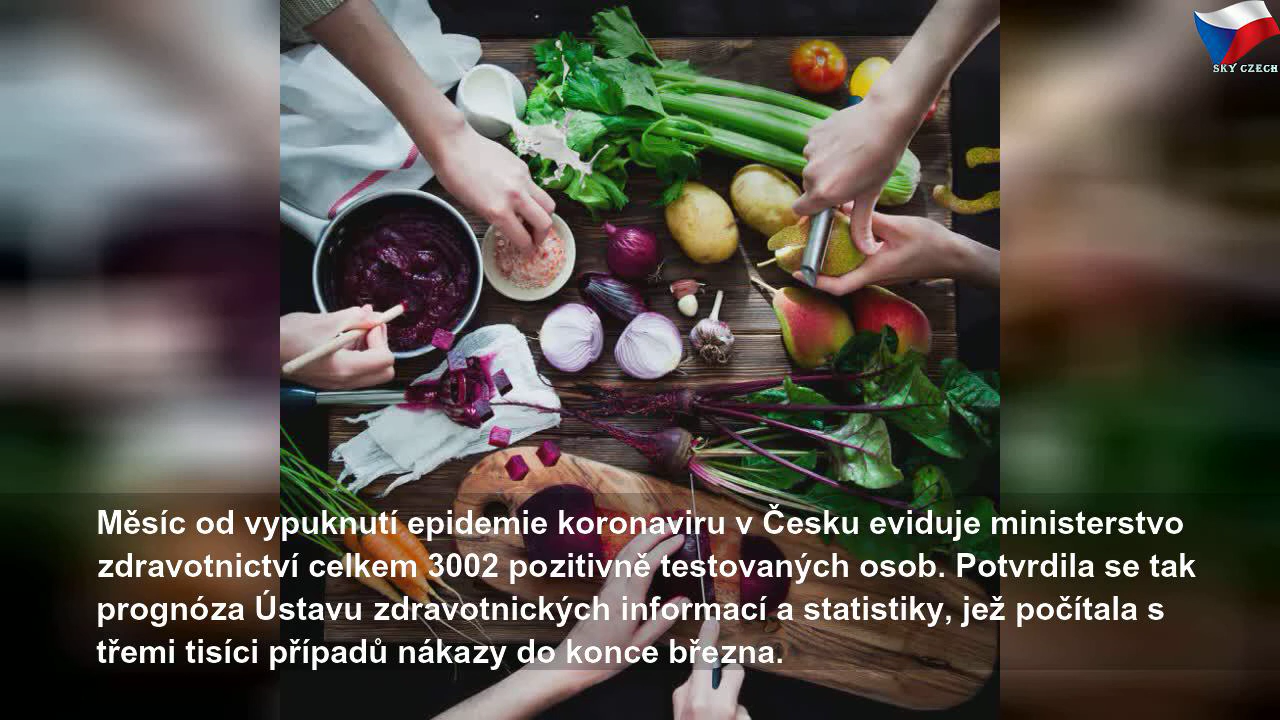 SKY CZECH
Měsíc od vypuknutí epidemie koronaviru v Česku eviduje ministerstvo
zdravotnictví celkem 3002 pozitivně testovaných osob. Potvrdila se tak
prognóza Ústavu zdravotnických informací a statistiky, jež počítala s
třemi tisíci případů nákazy do konce března.